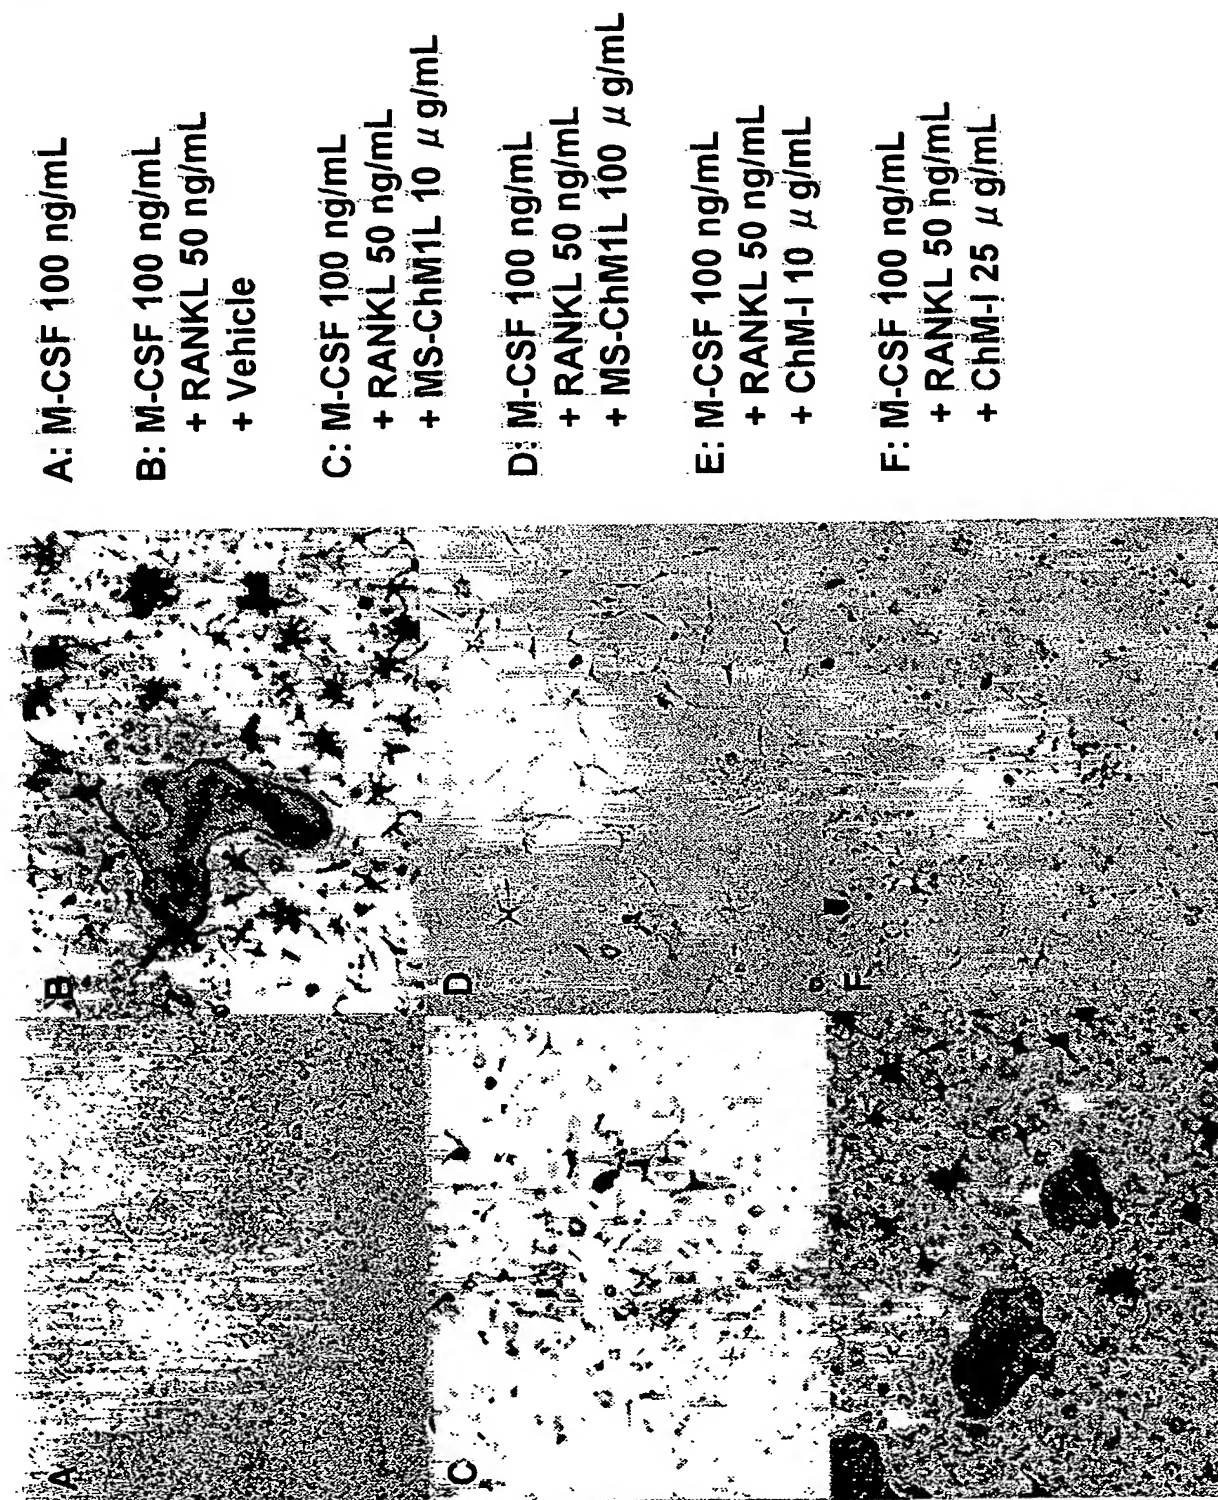 A: M-CSF 100 ng/mL
B: M-CSF 100 ng/mL
+ RANKL 50 ng/mL
+ Vehicle
C: M-CSF 100 ng/mL
+ RANKL 50 ng/mL
+ MS-ChM1L 10 μg/mL
D: M-CSF 100 ng/mL
+ RANKL 50 ng/mL
+ MS-ChM1L 100 μg/mL
E: M-CSF 100 ng/mL
+ RANKL 50 ng/mL
+ ChM-I 10 μg/mL
F: M-CSF 100 ng/mL
+ RANKL 50 ng/mL
+ ChM-I 25 μg/mL
A
B
C
D
F